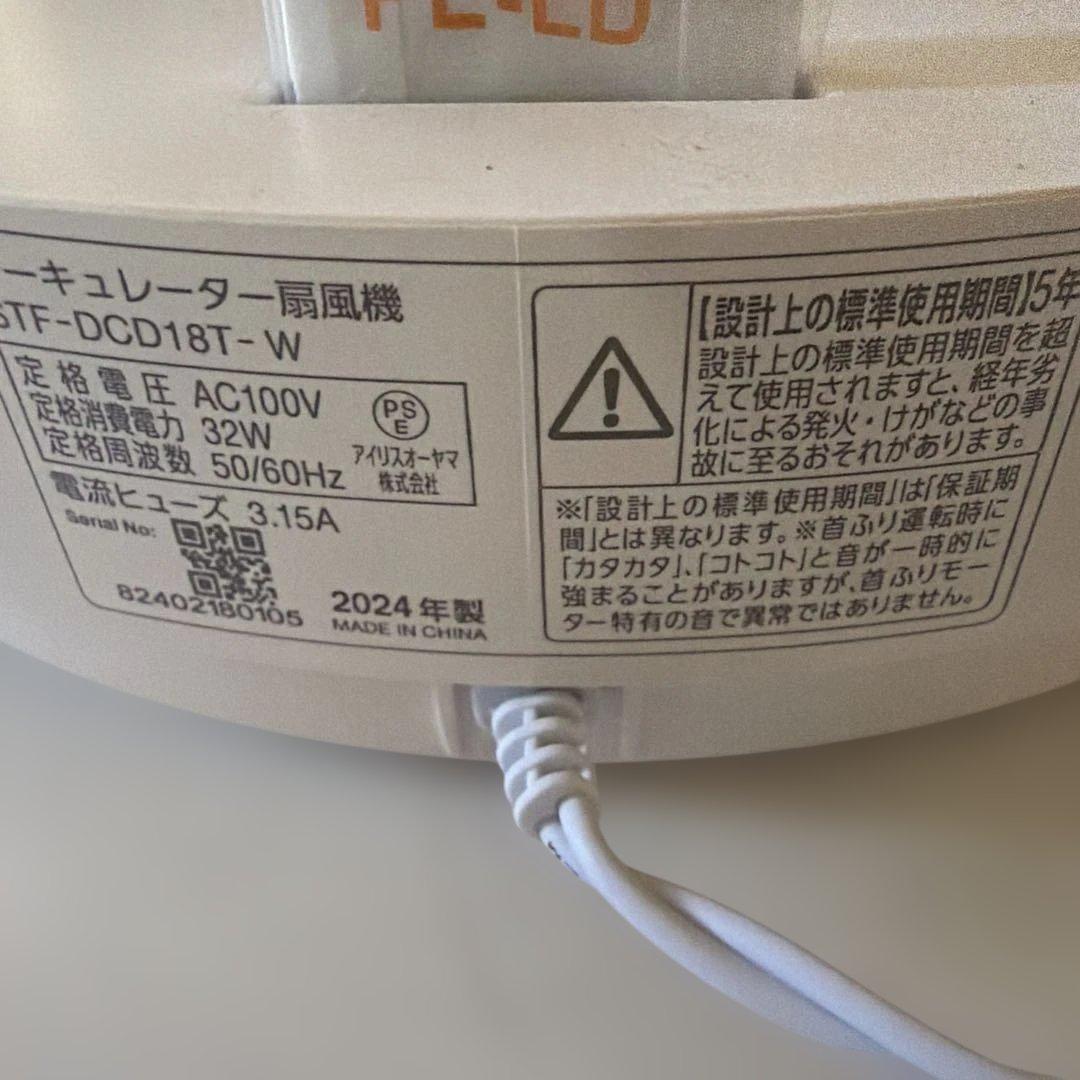 ーキュレーター扇風機
STF-DCD18T-W
定格電圧 AC100V
定格消費電力 32W
定格周波数 50/60Hz
PS
E
アイリスオーヤマ
株式会社
電流ヒューズ 3.15A
Serial No:
82402180105
2024年製
MADE IN CHINA
【設計上の標準使用期間】5年
設計上の標準使用期間を超
えて使用されますと、経年劣
化による発火・けがなどの事
故に至るおそれがあります。
※「設計上の標準使用期間」は「保証期
間」とは異なります。※首ふり運転時に
「カタカタ」、「コトコト」と音が一時的に
強まることがありますが、首ふりモー
ター特有の音で異常ではありません。